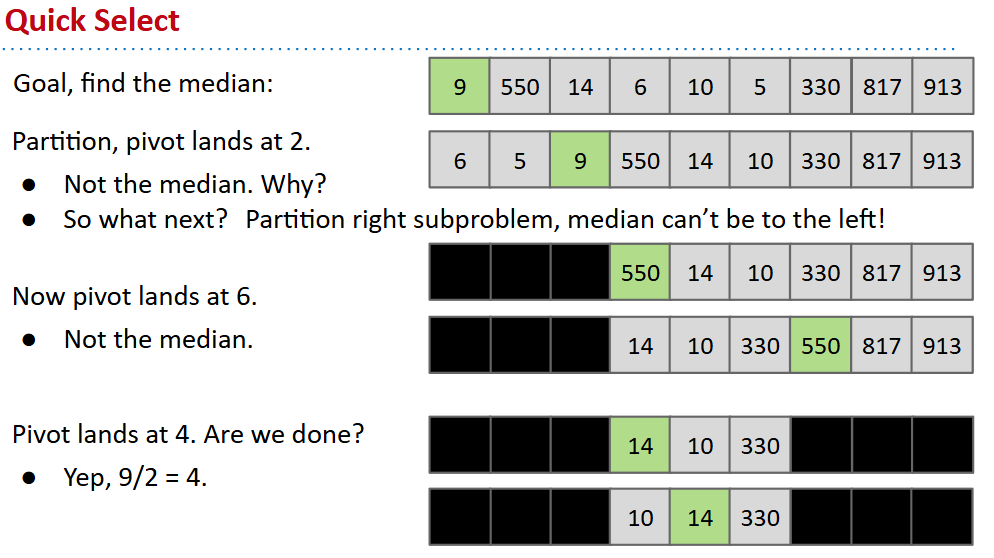 Quick Select
Goal, find the median:
9 550 14 6 10 5 330 817 913
Partition, pivot lands at 2.
6 5 9 550 14 10 330 817 913
● Not the median. Why?
● So what next? Partition right subproblem, median can’t be to the left!
550 14 10 330 817 913
Now pivot lands at 6.
● Not the median.
14 10 330 550 817 913
Pivot lands at 4. Are we done?
14 10 330
● Yep, 9/2 = 4.
10 14 330